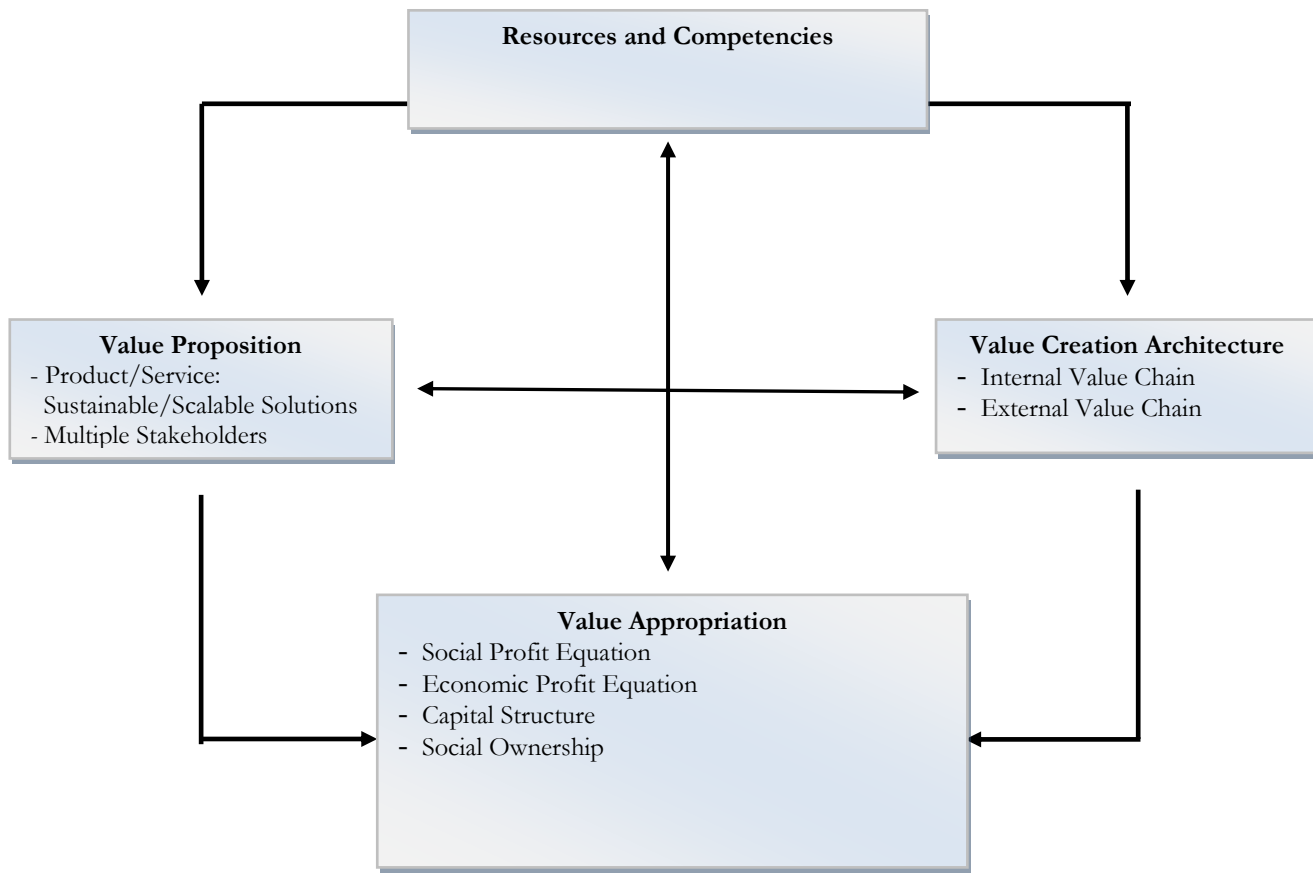 Resources and Competencies
Value Proposition
- Product/Service:
Sustainable/Scalable Solutions
- Multiple Stakeholders
Value Creation Architecture
- Internal Value Chain
- External Value Chain
Value Appropriation
- Social Profit Equation
- Economic Profit Equation
- Capital Structure
- Social Ownership